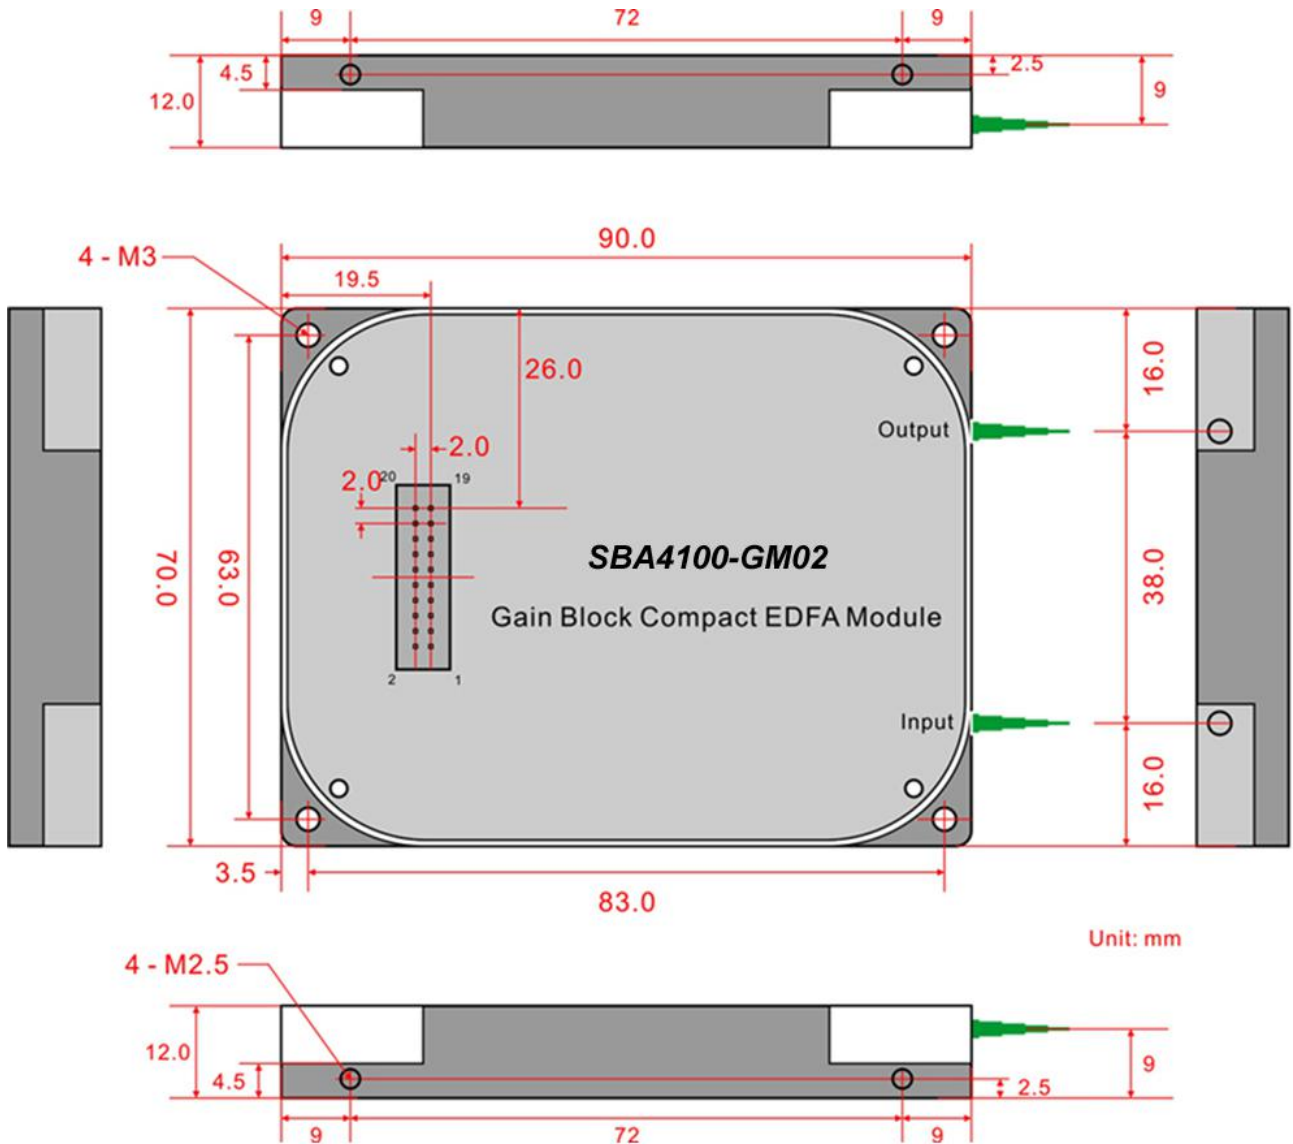 9 72 9
4.5 2.5
12.0 9
90.0
4 - M3
19.5
26.0
16.0
Output
2.0
2.0
20 19
SBA4100-GM02
38.0
70.0 63.0
Gain Block Compact EDFA Module
2 1
Input
16.0
3.5
83.0
Unit: mm
4 - M2.5
12.0 9
4.5 2.5
9 72 9